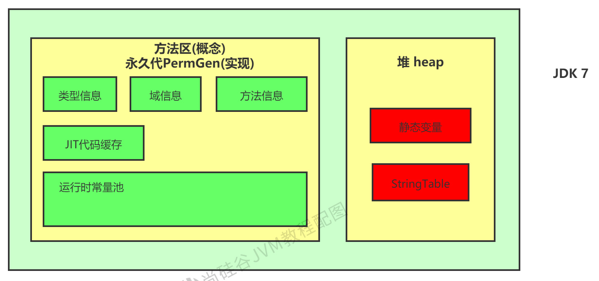 方法区(概念)
永久代PermGen(实现)
类型信息
域信息
方法信息
JIT代码缓存
运行时常量池
堆 heap
静态变量
StringTable
JDK 7
尚硅谷JVM教程配图